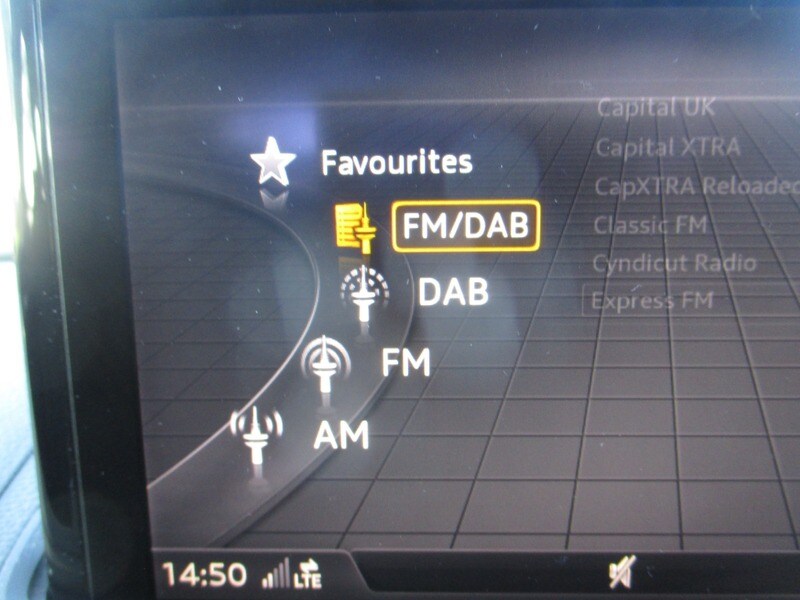 Favourites
FM/DAB
DAB
FM
AM
Capital UK
Capital XTRA
CapXTRA Reloaded
Classic FM
Cyndicut Radio
Express FM
14:50
LTE